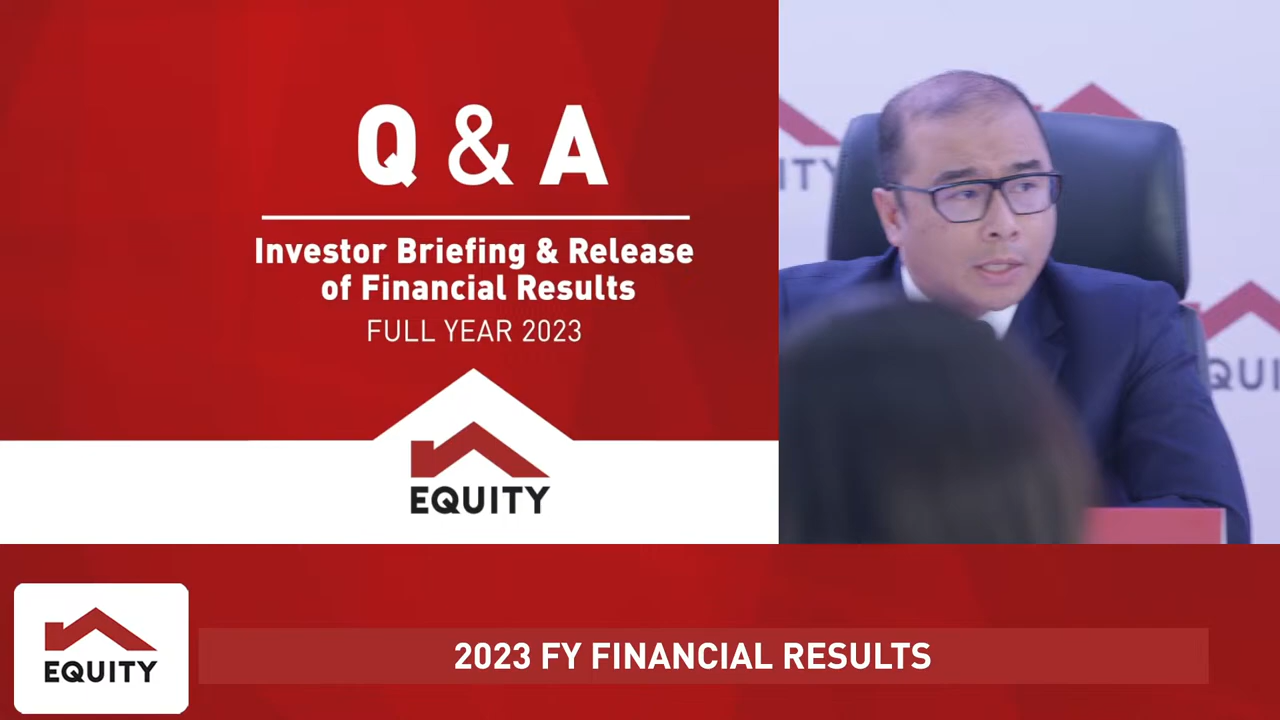 Q & A
Investor Briefing & Release
of Financial Results
FULL YEAR 2023
EQUITY
EQUITY
2023 FY FINANCIAL RESULTS